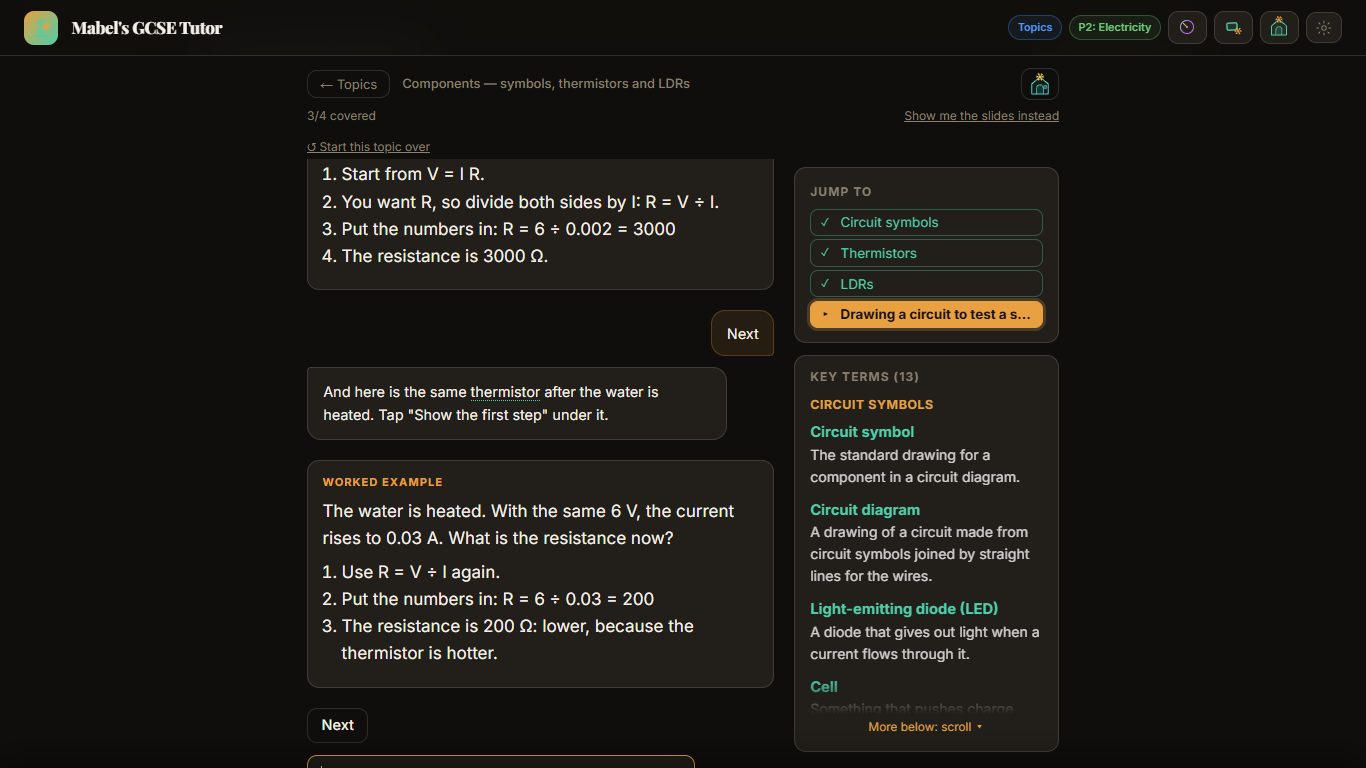 Mabel's GCSE Tutor
Topics
P2: Electricity
← Topics
Components — symbols, thermistors and LDRs
3/4 covered
Show me the slides instead
↺ Start this topic over
1. Start from V = I R.
2. You want R, so divide both sides by I: R = V ÷ I.
3. Put the numbers in: R = 6 ÷ 0.002 = 3000
4. The resistance is 3000 Ω.
Next
And here is the same thermistor after the water is
heated. Tap "Show the first step" under it.
WORKED EXAMPLE
The water is heated. With the same 6 V, the current
rises to 0.03 A. What is the resistance now?
1. Use R = V ÷ I again.
2. Put the numbers in: R = 6 ÷ 0.03 = 200
3. The resistance is 200 Ω: lower, because the
thermistor is hotter.
Next
JUMP TO
✓ Circuit symbols
✓ Thermistors
✓ LDRs
▸ Drawing a circuit to test a s...
KEY TERMS (13)
CIRCUIT SYMBOLS
Circuit symbol
The standard drawing for a
component in a circuit diagram.
Circuit diagram
A drawing of a circuit made from
circuit symbols joined by straight
lines for the wires.
Light-emitting diode (LED)
A diode that gives out light when a
current flows through it.
Cell
Something that pushes charge
More below: scroll ▾